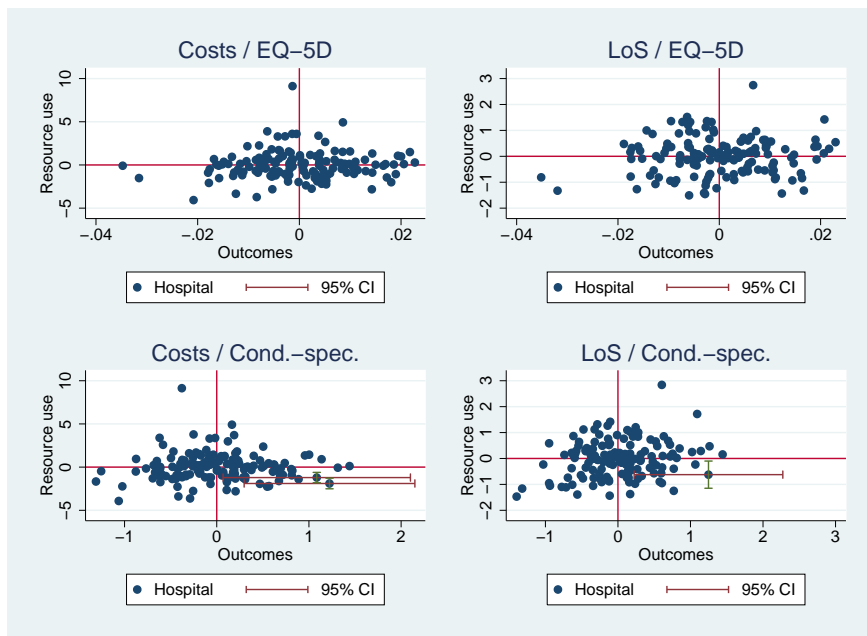 Costs / EQ−5D
10
5
0
−5
Resource use
−.04 −.02 0 .02
Outcomes
Hospital 95% CI
LoS / EQ−5D
3
2
1
0
−1
−2
Resource use
−.04 −.02 0 .02
Outcomes
Hospital 95% CI
Costs / Cond.−spec.
10
5
0
−5
Resource use
−1 0 1 2
Outcomes
Hospital 95% CI
LoS / Cond.−spec.
3
2
1
0
−1
−2
Resource use
−1 0 1 2 3
Outcomes
Hospital 95% CI